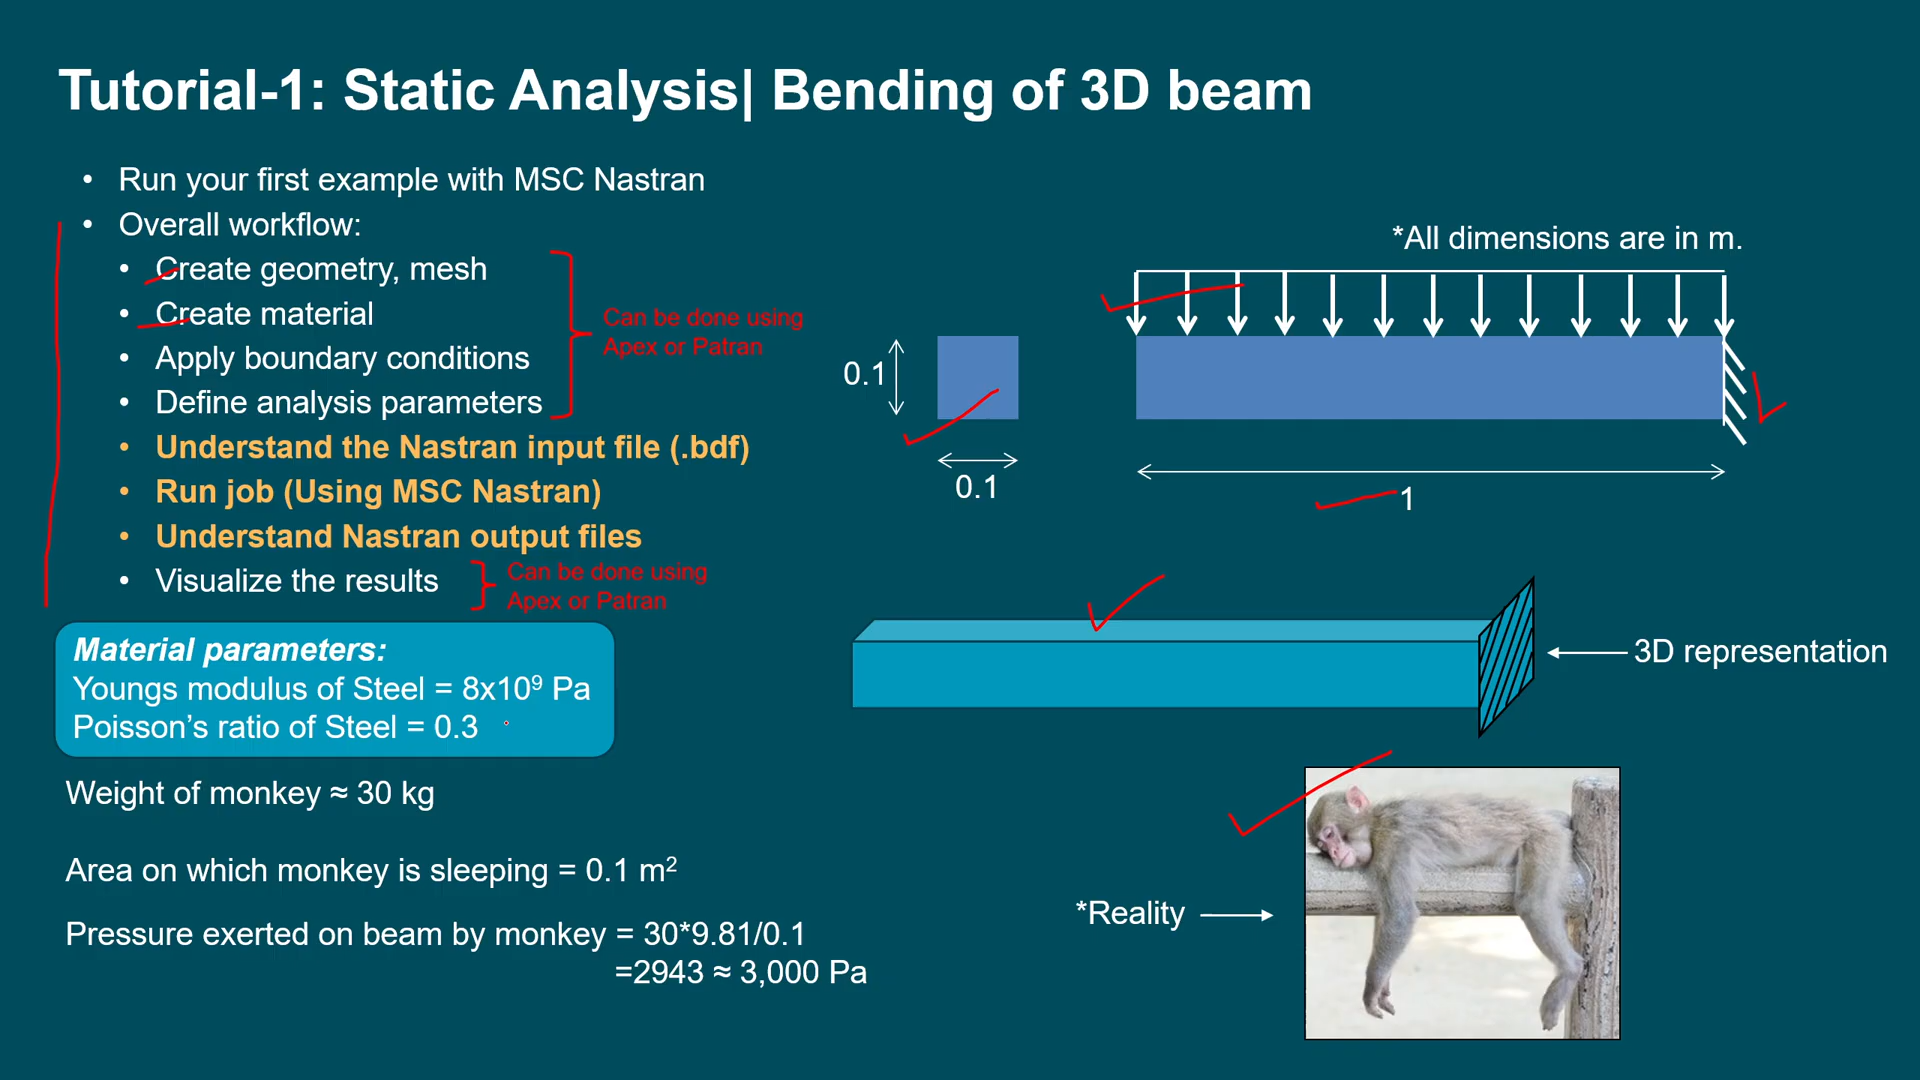 Tutorial-1: Static Analysis| Bending of 3D beam
• Run your first example with MSC Nastran
• Overall workflow:
• Create geometry, mesh
• Create material
• Apply boundary conditions
• Define analysis parameters
Can be done using
Apex or Patran
• Understand the Nastran input file (.bdf)
• Run job (Using MSC Nastran)
• Understand Nastran output files
• Visualize the results
Can be done using
Apex or Patran
Material parameters:
Youngs modulus of Steel = 8x10⁹ Pa
Poisson’s ratio of Steel = 0.3
Weight of monkey ≈ 30 kg
Area on which monkey is sleeping = 0.1 m²
Pressure exerted on beam by monkey = 30*9.81/0.1
=2943 ≈ 3,000 Pa
*All dimensions are in m.
0.1
0.1
1
3D representation
*Reality